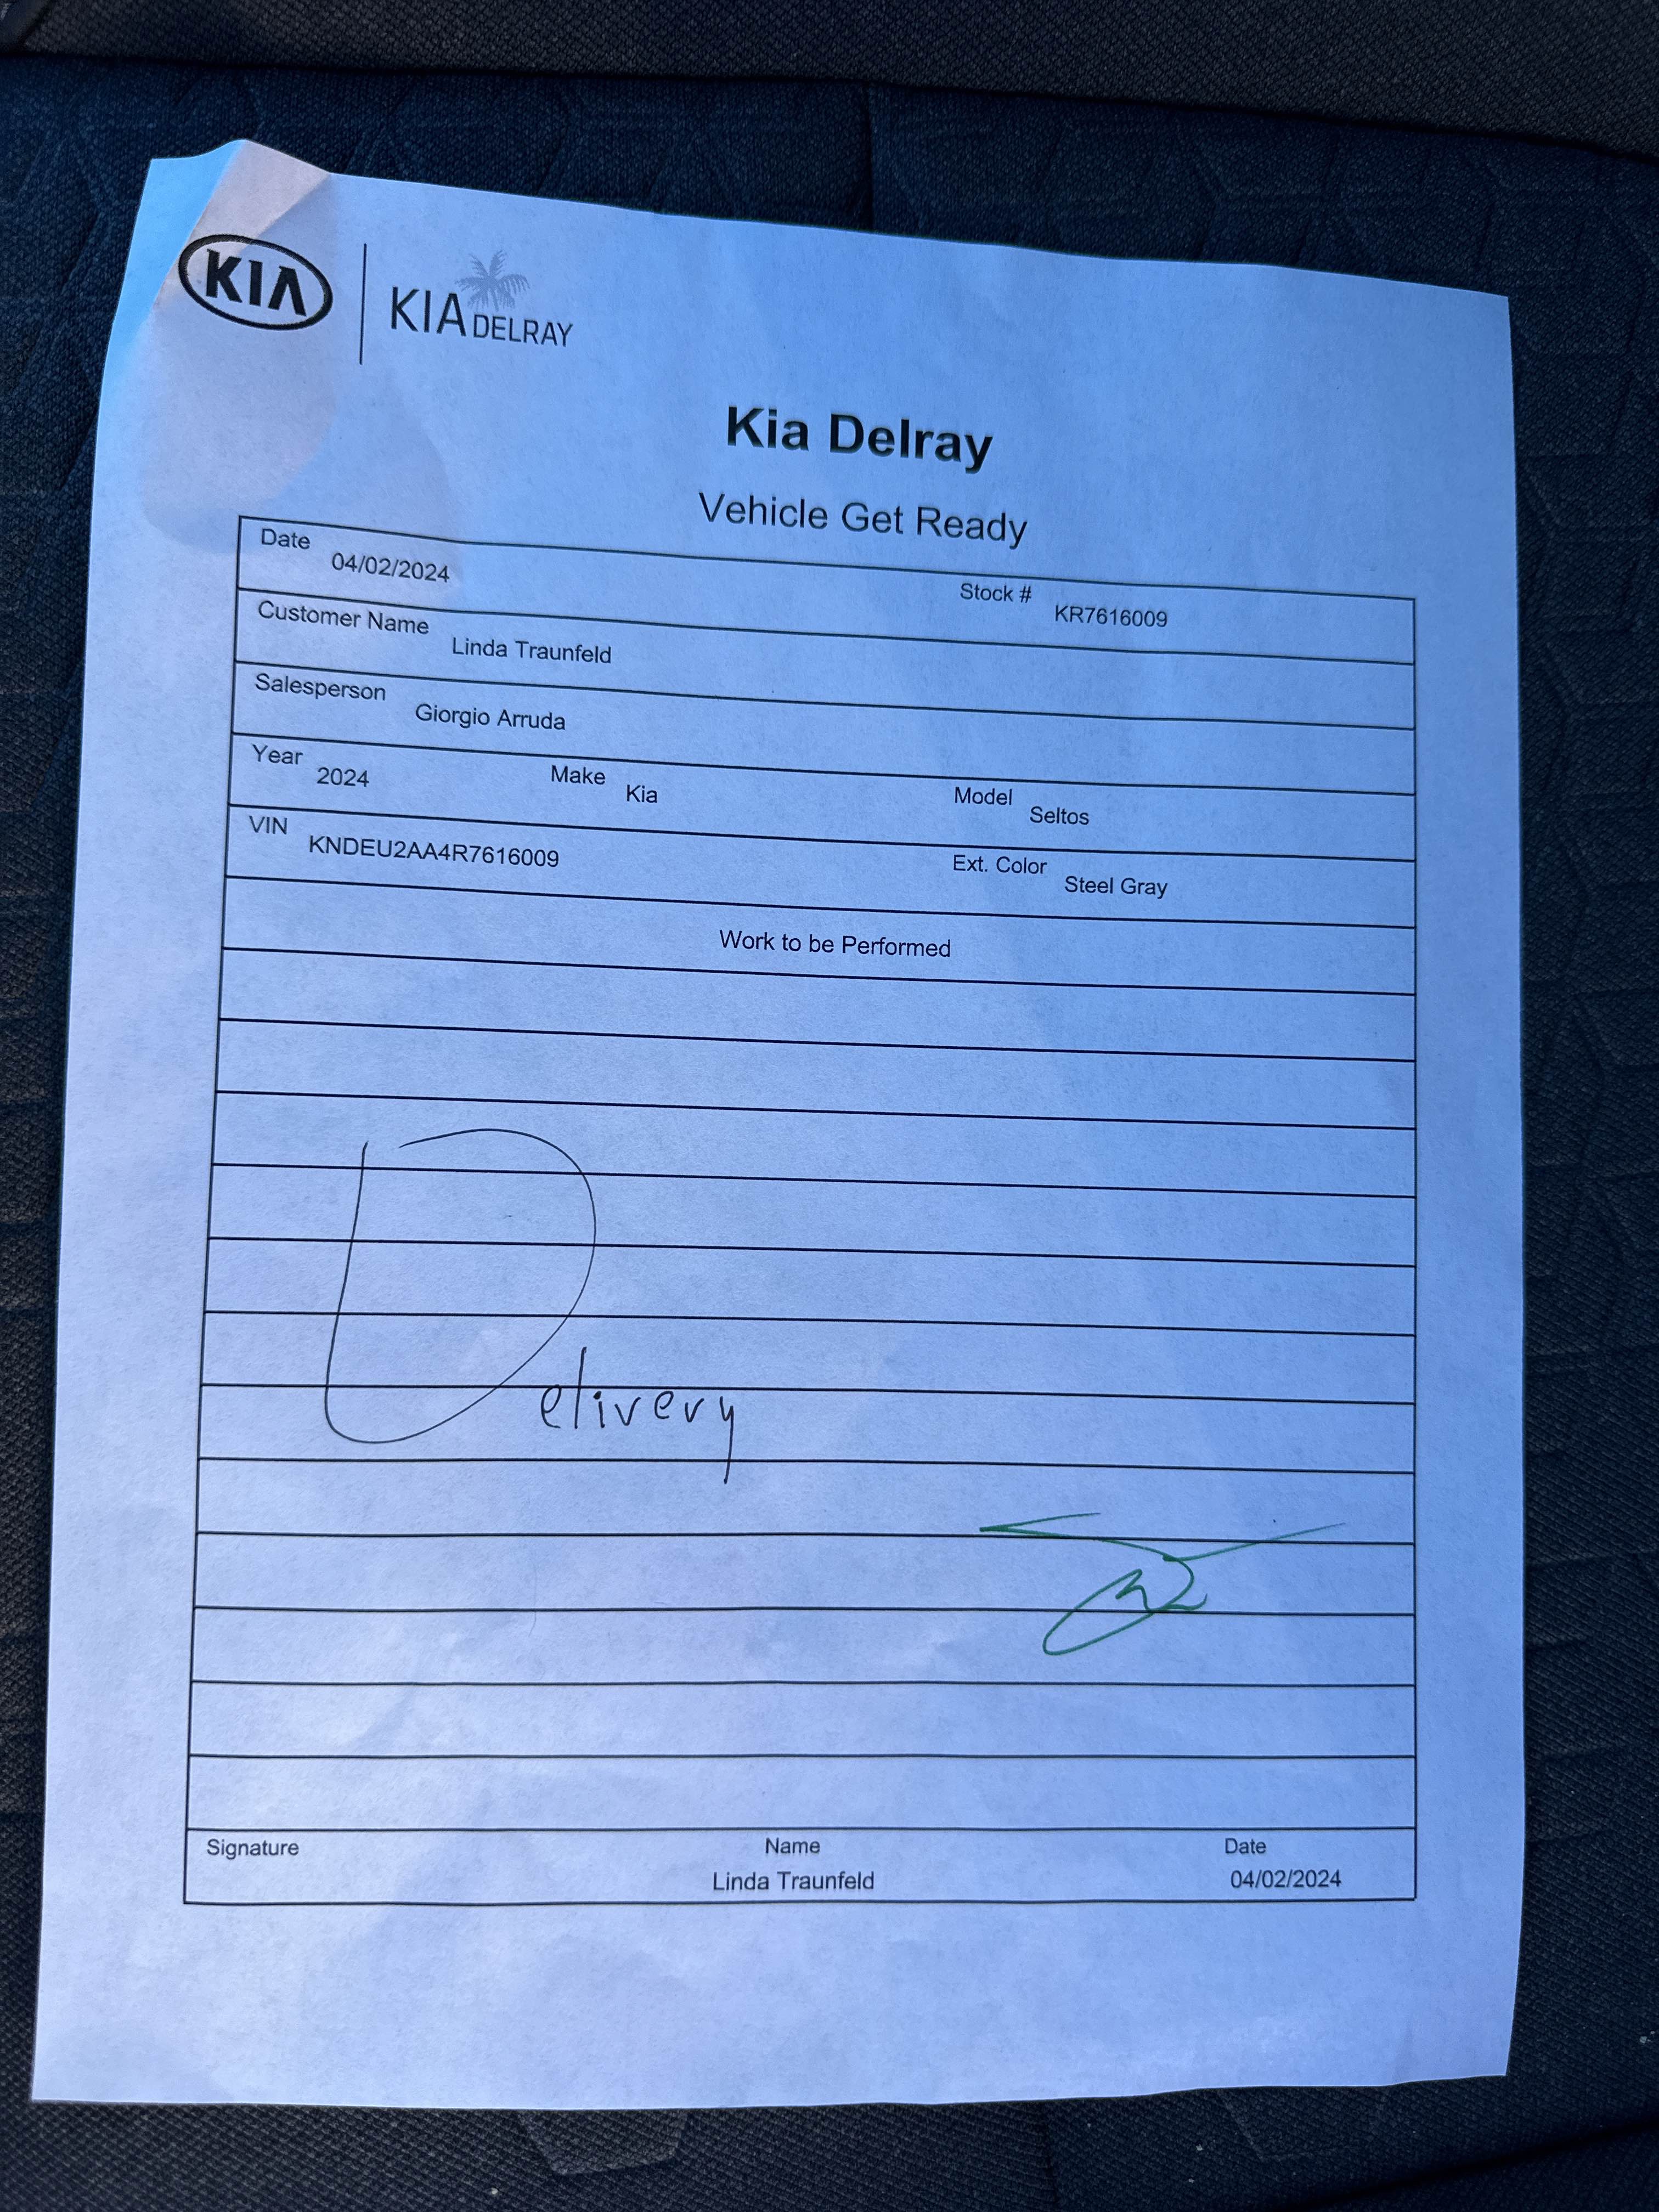 KIA KIA DELRAY
Kia Delray
Vehicle Get Ready
Date 04/02/2024 Stock # KR7616009
Customer Name Linda Traunfeld
Salesperson Giorgio Arruda
Year 2024 Make Kia Model Seltos
VIN KNDEU2AA4R7616009 Ext. Color Steel Gray
Work to be Performed
Delivery
Signature Name Date
Linda Traunfeld 04/02/2024